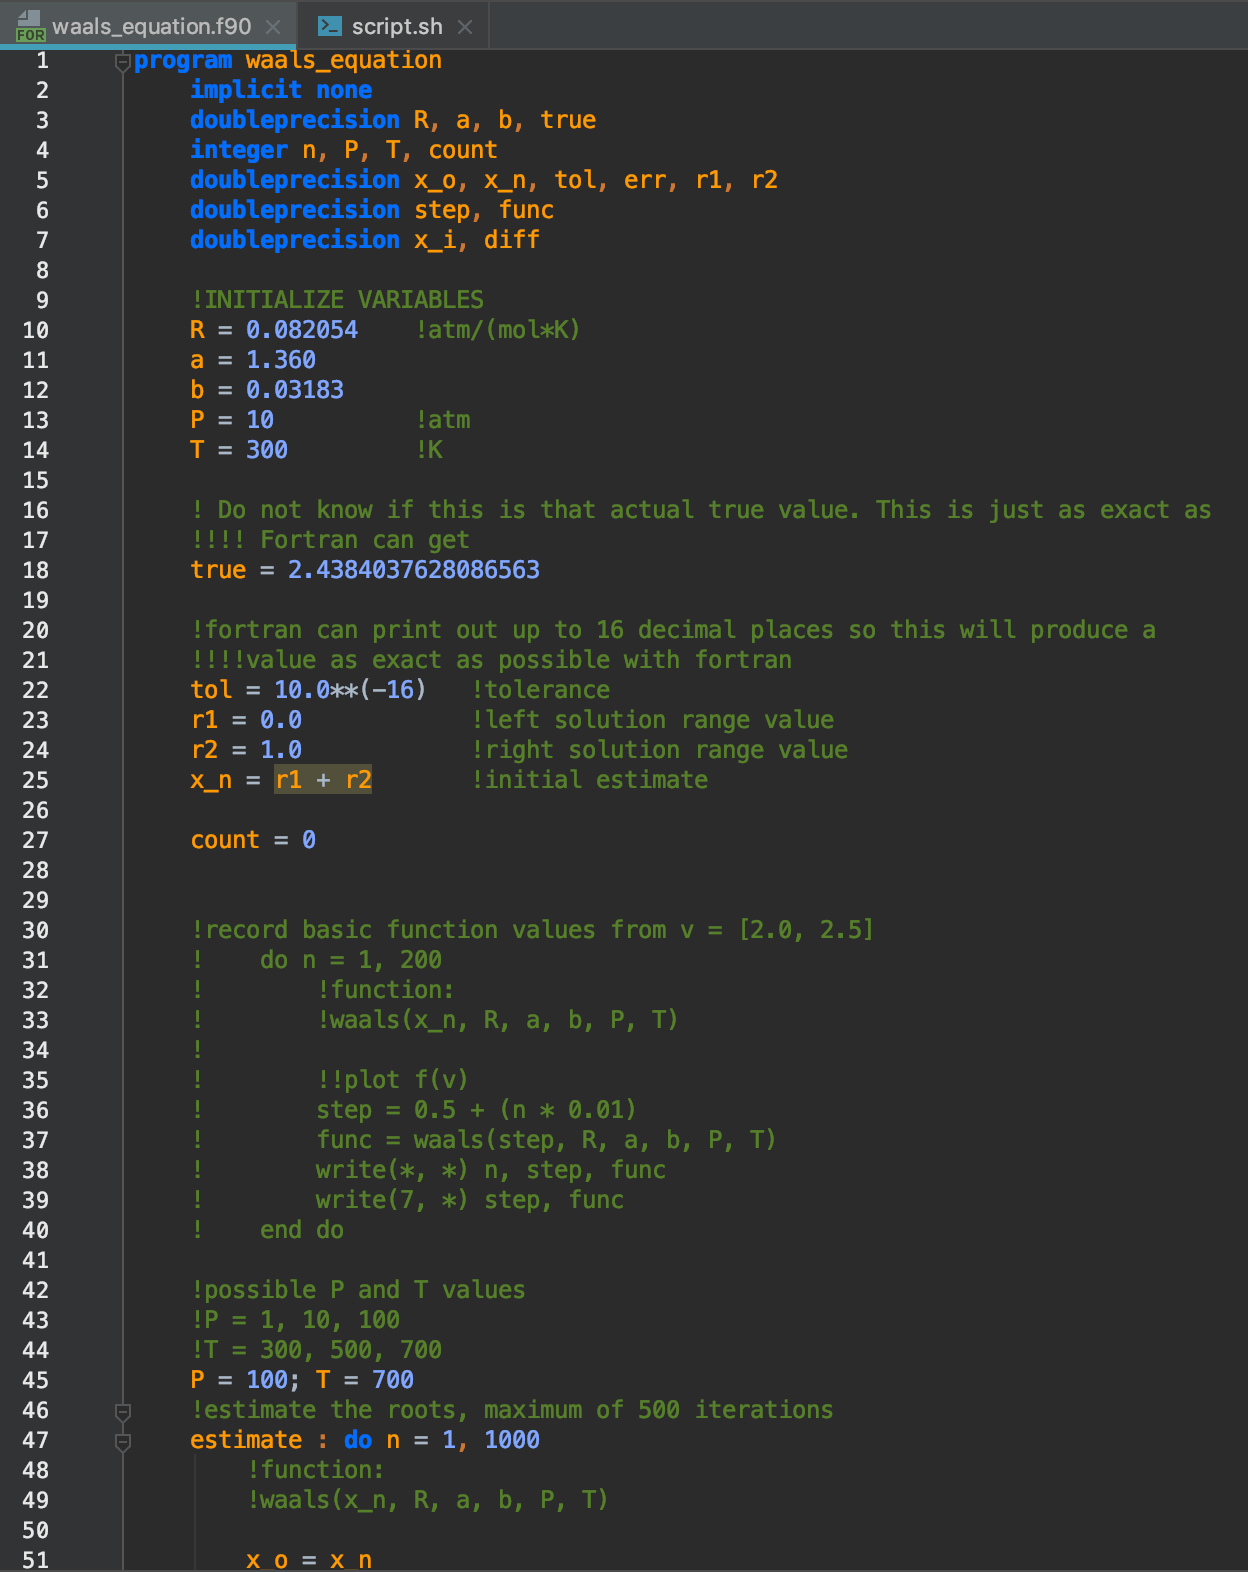 FOR waals_equation.f90 × >_ script.sh ×
1 program waals_equation
2 implicit none
3 doubleprecision R, a, b, true
4 integer n, P, T, count
5 doubleprecision x_o, x_n, tol, err, r1, r2
6 doubleprecision step, func
7 doubleprecision x_i, diff
8
9 !INITIALIZE VARIABLES
10 R = 0.082054 !atm/(mol*K)
11 a = 1.360
12 b = 0.03183
13 P = 10 !atm
14 T = 300 !K
15
16 ! Do not know if this is that actual true value. This is just as exact as
17 !!!! Fortran can get
18 true = 2.4384037628086563
19
20 !fortran can print out up to 16 decimal places so this will produce a
21 !!!!value as exact as possible with fortran
22 tol = 10.0**(-16) !tolerance
23 r1 = 0.0 !left solution range value
24 r2 = 1.0 !right solution range value
25 x_n = r1 + r2 !initial estimate
26
27 count = 0
28
29
30 !record basic function values from v = [2.0, 2.5]
31 ! do n = 1, 200
32 ! !function:
33 ! !waals(x_n, R, a, b, P, T)
34 !
35 ! !!plot f(v)
36 ! step = 0.5 + (n * 0.01)
37 ! func = waals(step, R, a, b, P, T)
38 ! write(*, *) n, step, func
39 ! write(7, *) step, func
40 ! end do
41
42 !possible P and T values
43 !P = 1, 10, 100
44 !T = 300, 500, 700
45 P = 100; T = 700
46 !estimate the roots, maximum of 500 iterations
47 estimate : do n = 1, 1000
48 !function:
49 !waals(x_n, R, a, b, P, T)
50
51 x_o = x_n